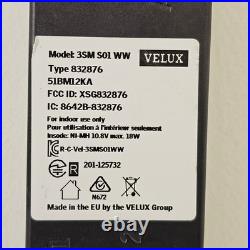 Model: 3SM S01 WW
VELUX
Type 832876
51BM12KA
FCC ID: XSG832876
IC: 8642B-832876
For indoor use only
Pour utilisation à l'intérieur seulement
Insode: NI-MH 10.8V max. 18W
R-C-Vel-3SMS01WW
201-125732
N672
Made in the EU by the VELUX Group
2